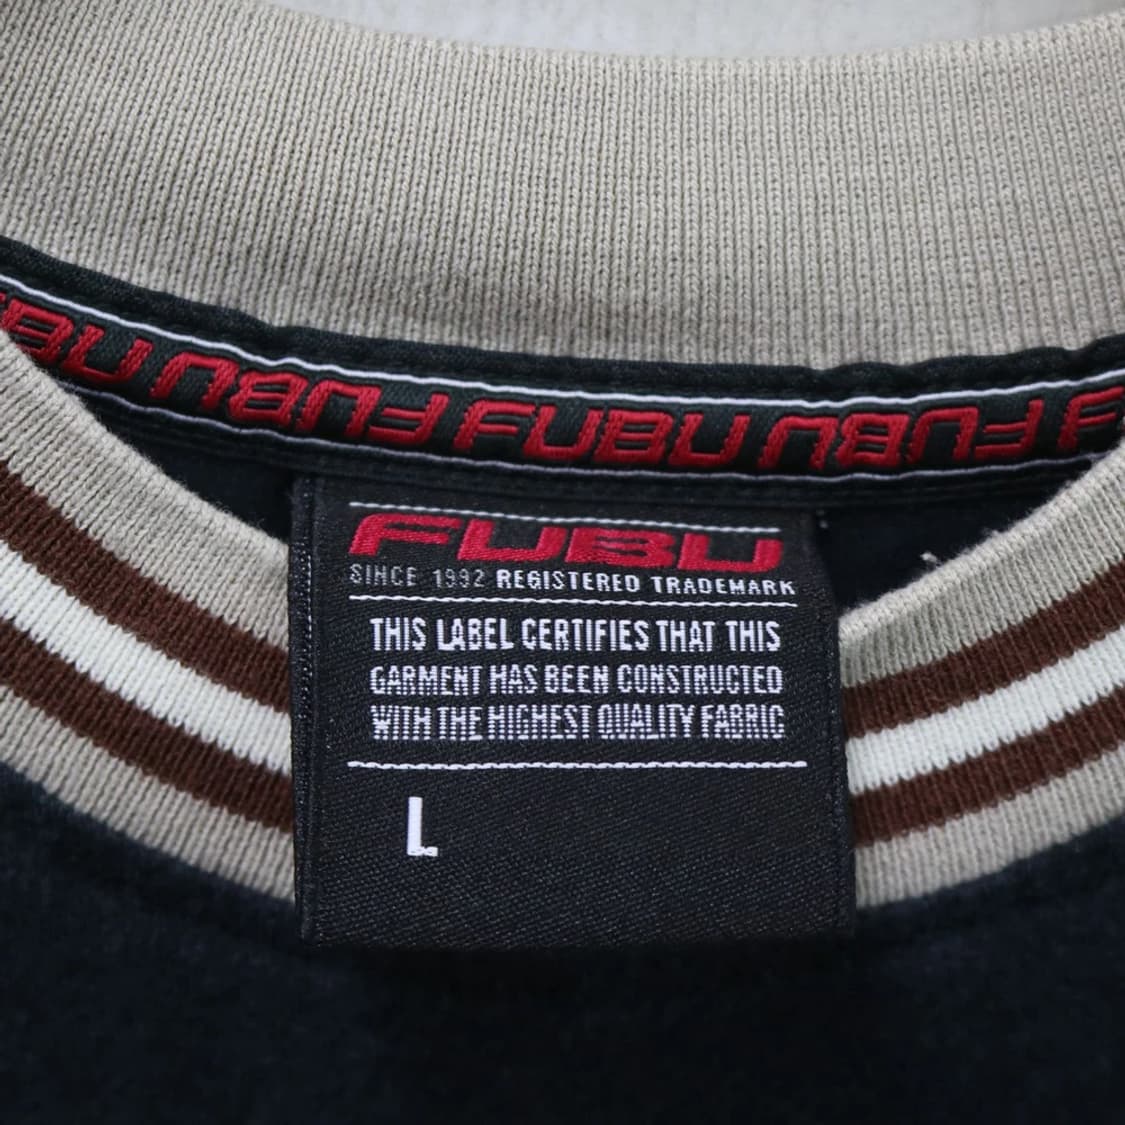 FUBU FUBU FUBU FUBU F
FUBU
SINCE 1992 REGISTERED TRADEMARK
THIS LABEL CERTIFIES THAT THIS
GARMENT HAS BEEN CONSTRUCTED
WITH THE HIGHEST QUALITY FABRIC
L